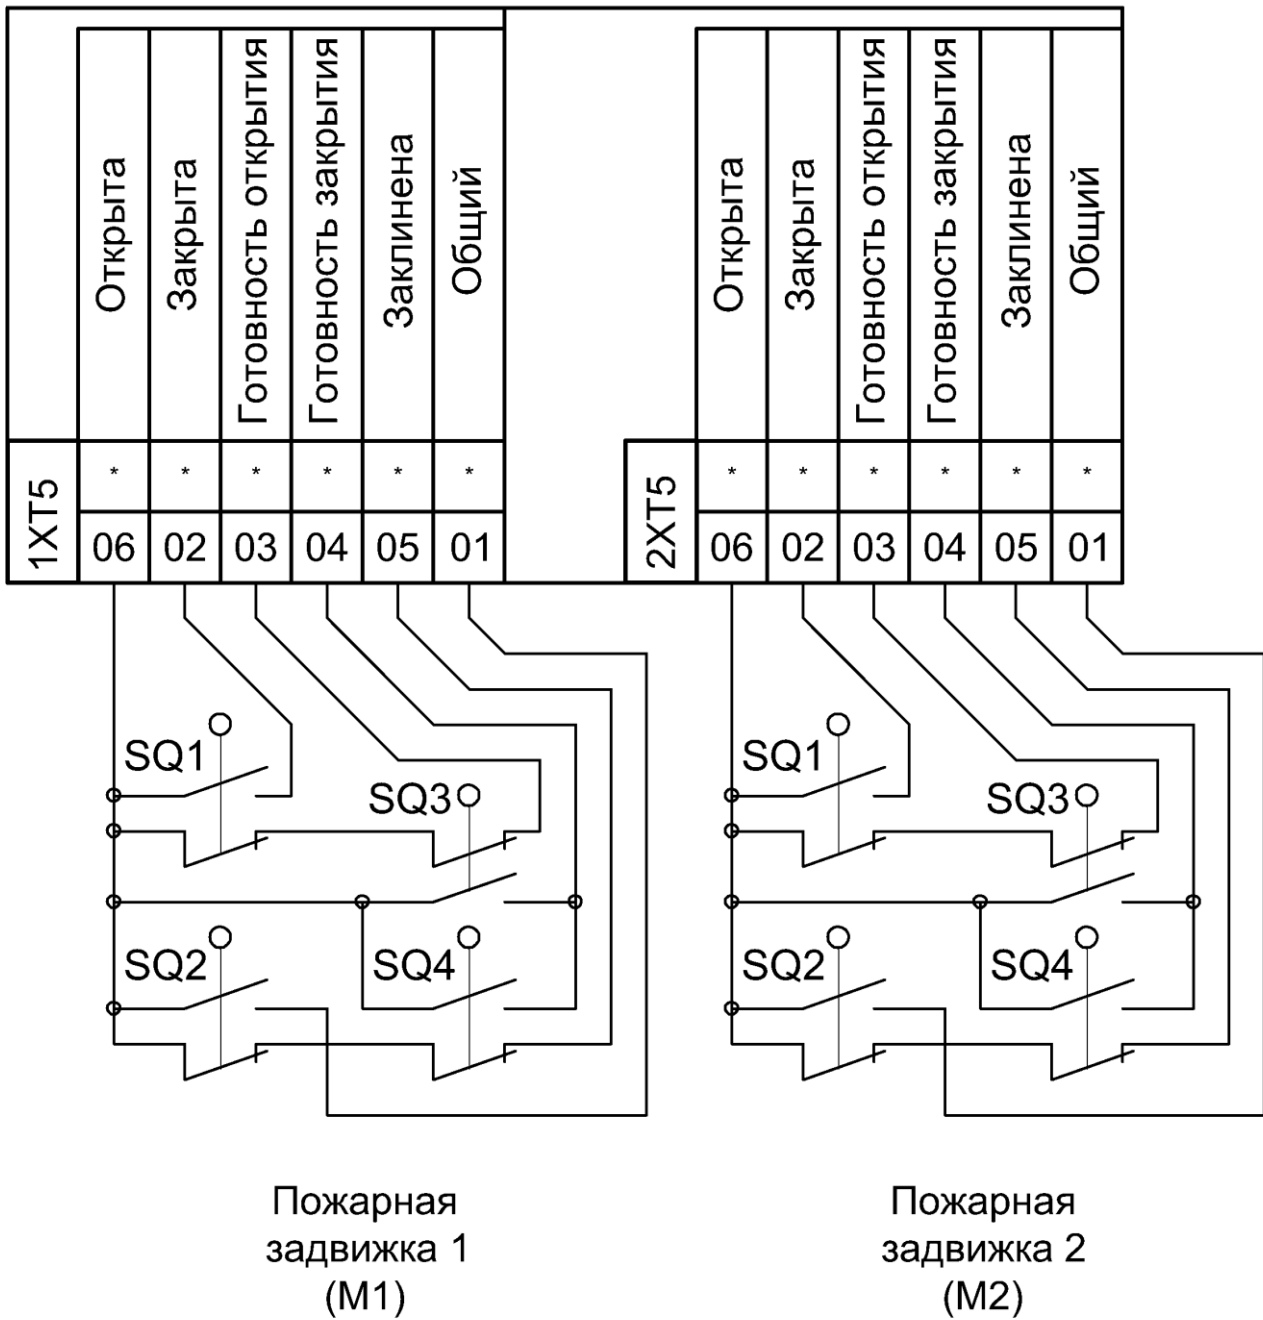 Открыта
Закрыта
Готовность открытия
Готовность закрытия
Заклинена
Общий
1XT5
* * * * * *
06 02 03 04 05 01
SQ1
SQ3
SQ2
SQ4
Пожарная
задвижка 1
(М1)
Открыта
Закрыта
Готовность открытия
Готовность закрытия
Заклинена
Общий
2XT5
* * * * * *
06 02 03 04 05 01
SQ1
SQ3
SQ2
SQ4
Пожарная
задвижка 2
(М2)